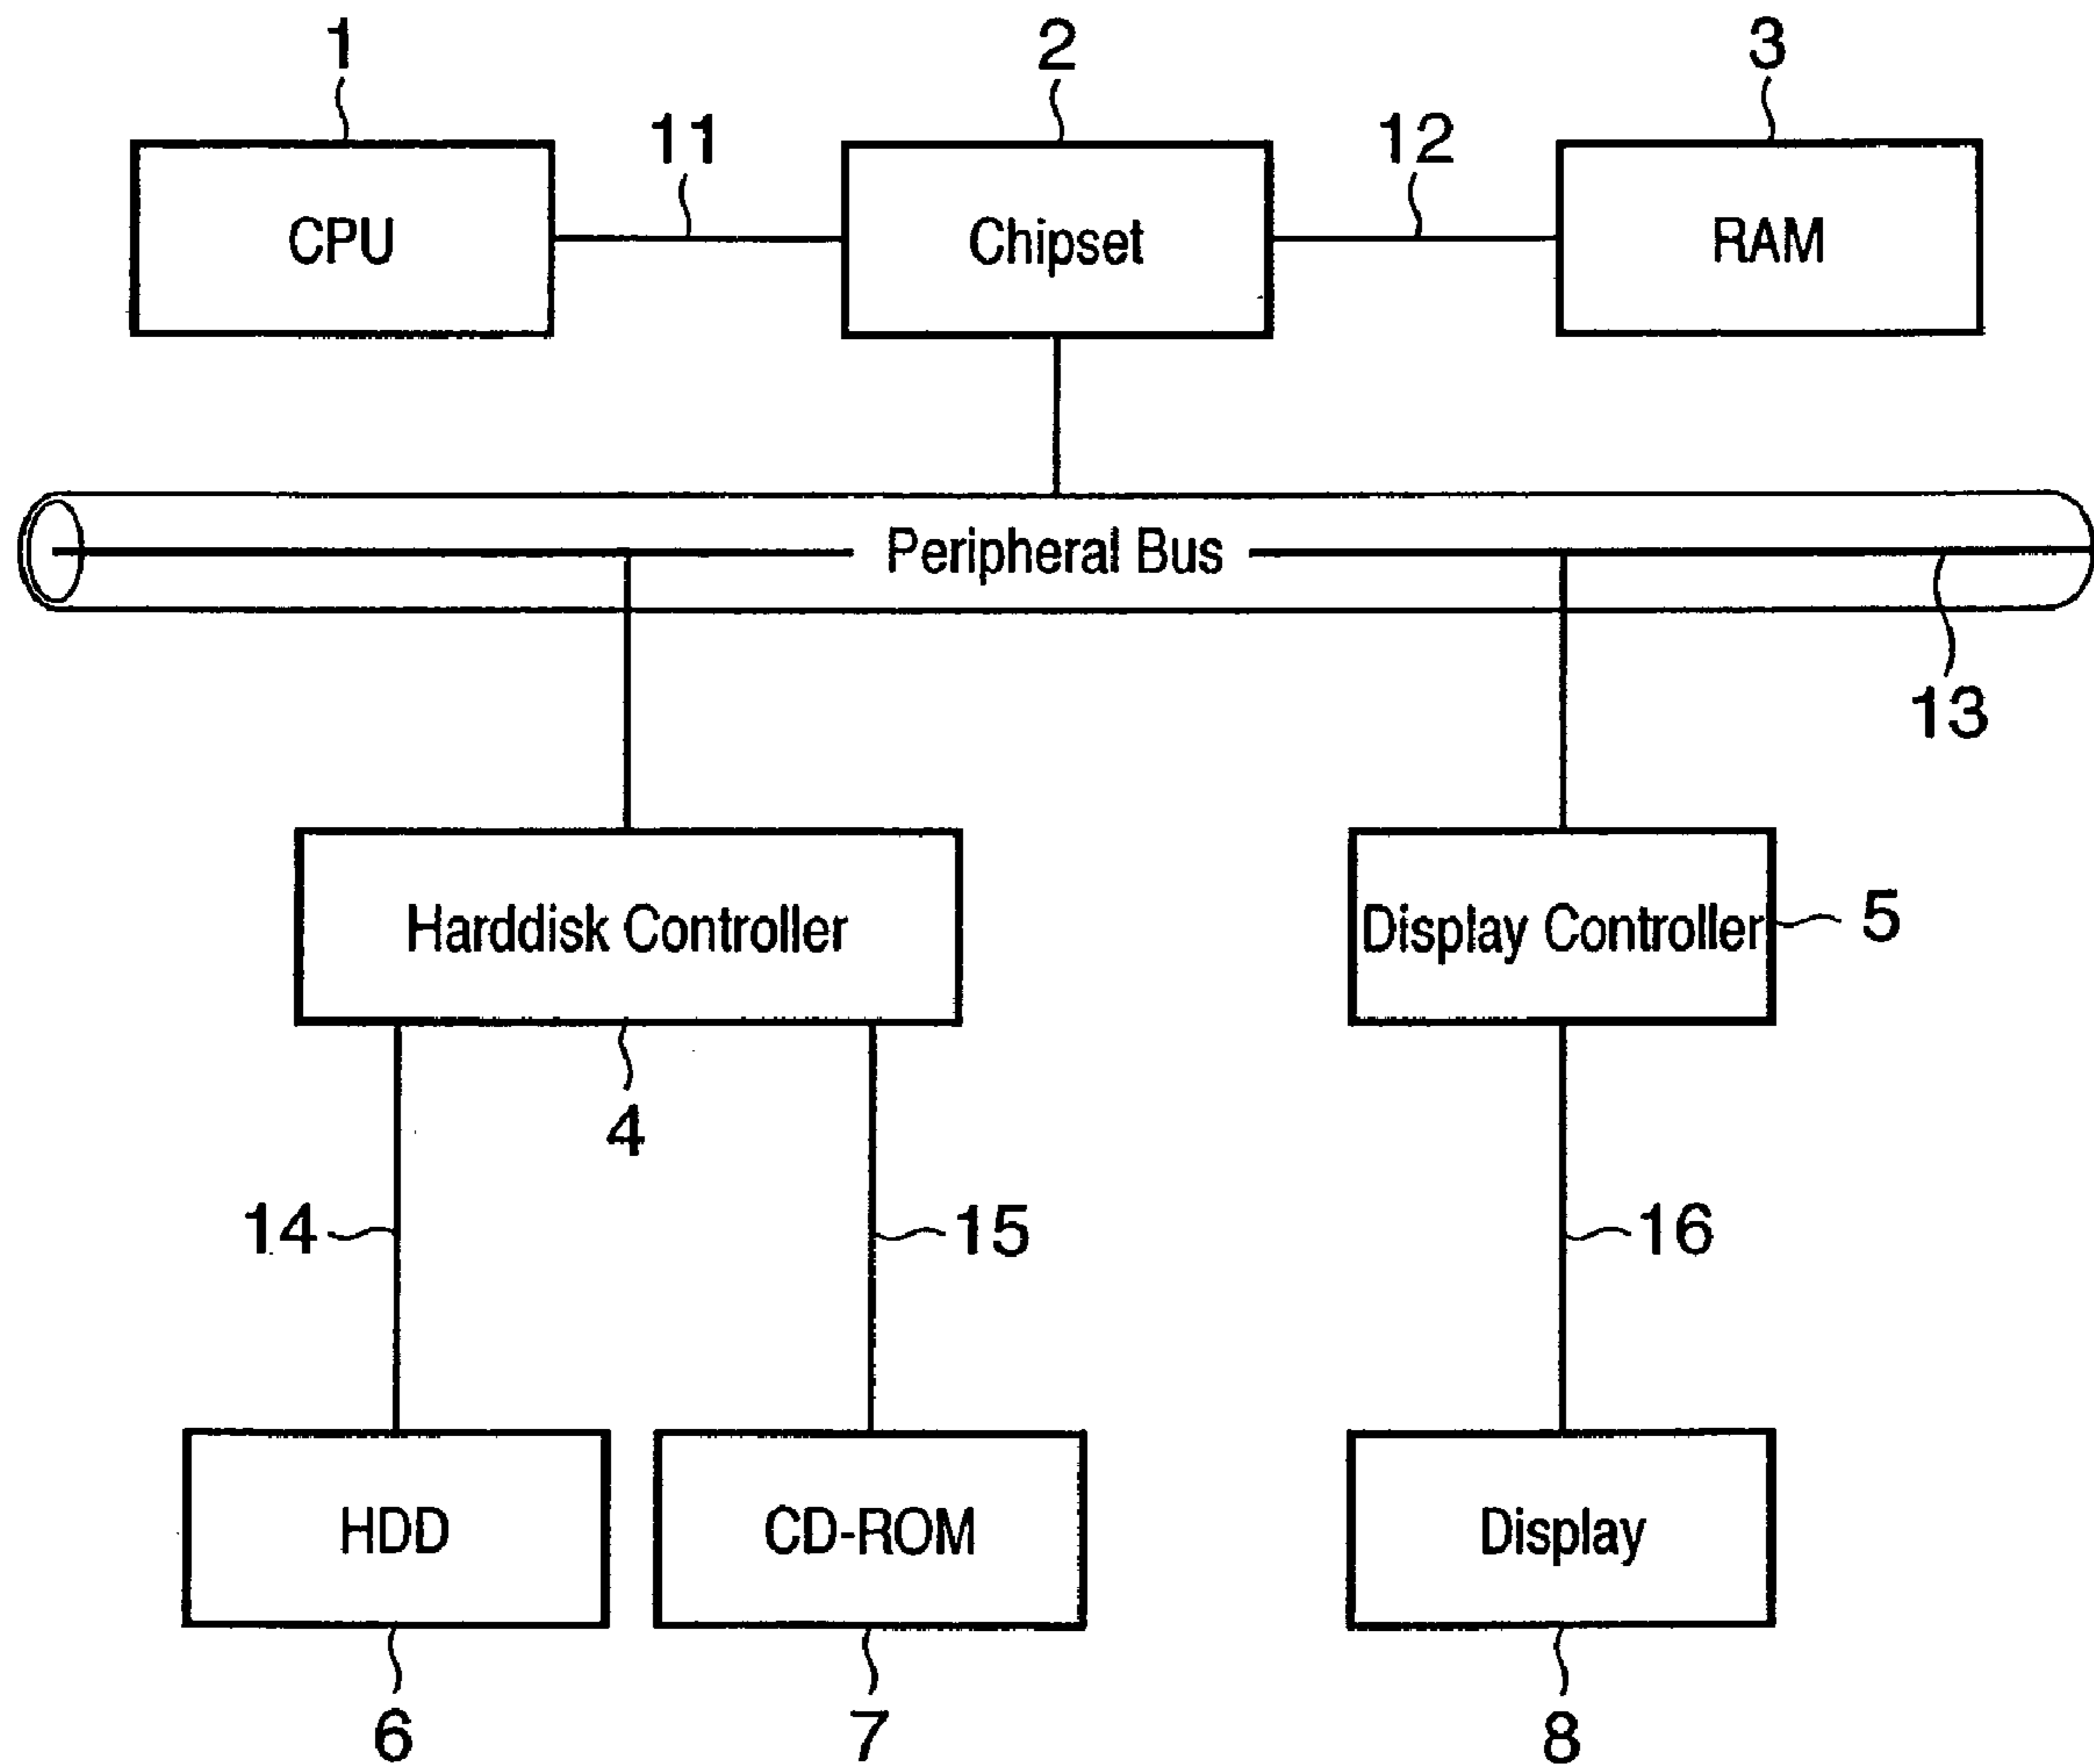 1
2
3
11
12
CPU
Chipset
RAM
Peripheral Bus
13
Harddisk Controller
Display Controller
5
4
14
15
16
HDD
CD-ROM
Display
6
7
8